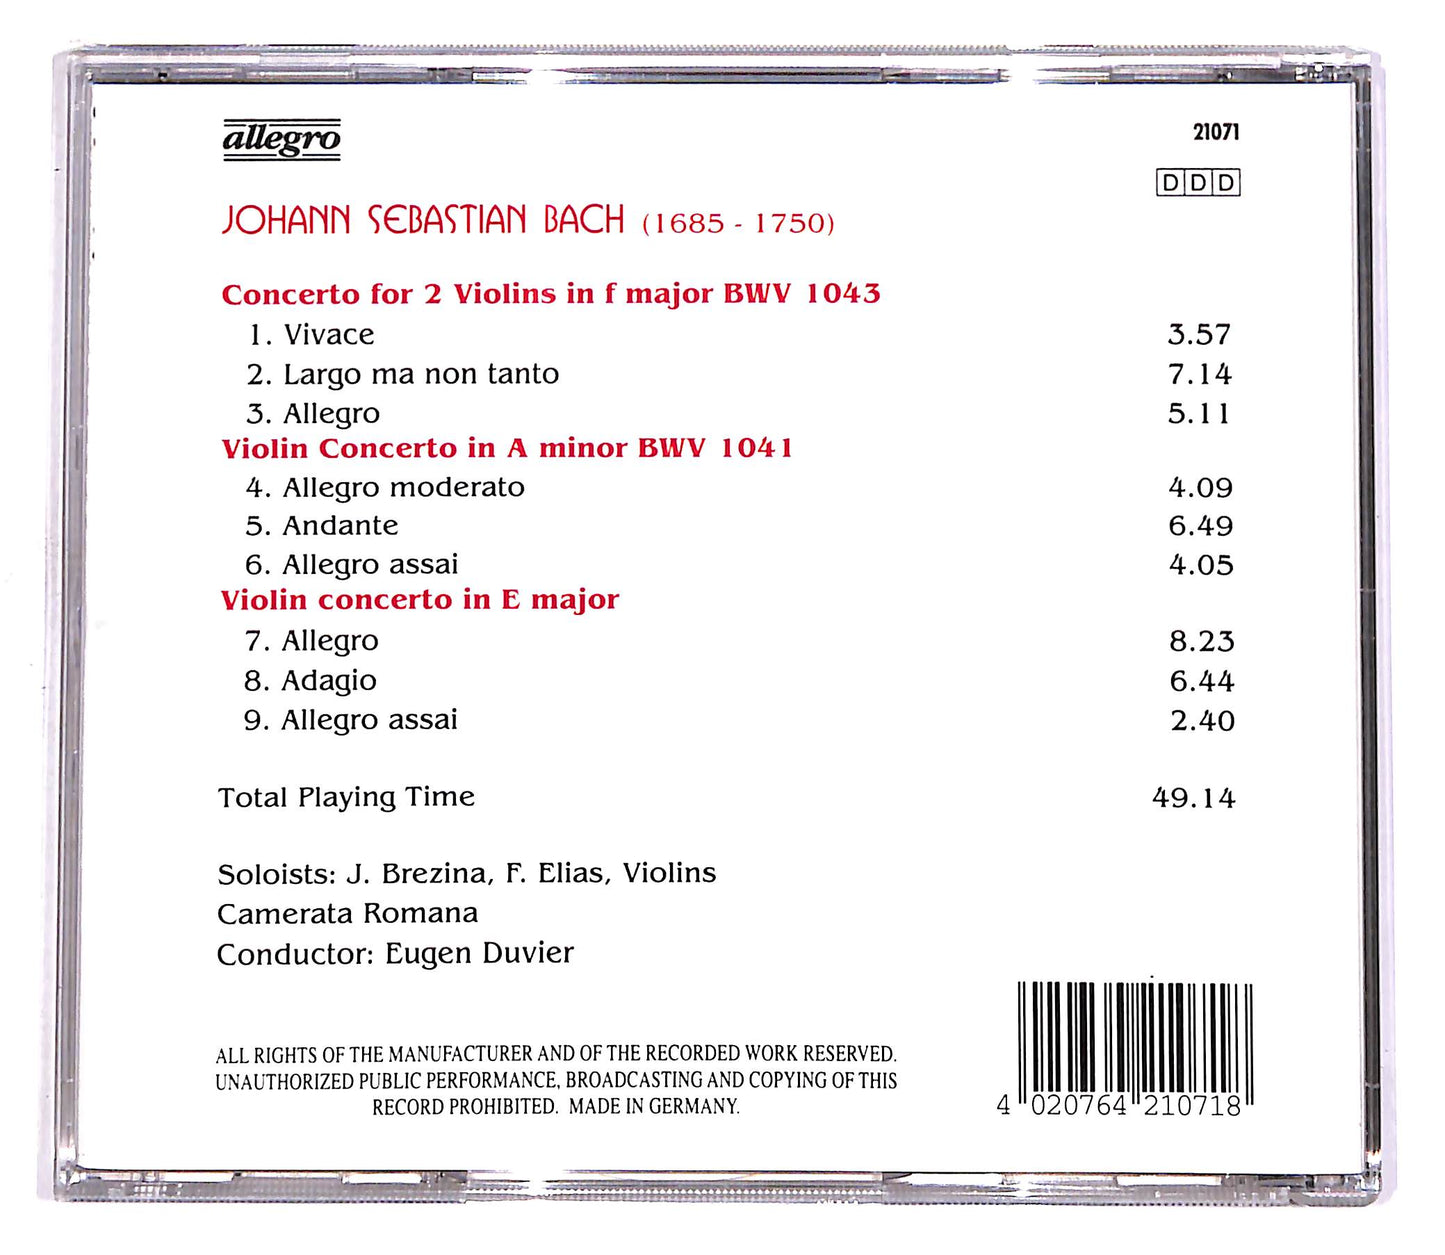 allegro
21071
DDD
JOHANN SEBASTIAN BACH (1685 - 1750)
Concerto for 2 Violins in f major BWV 1043
1. Vivace 3.57
2. Largo ma non tanto 7.14
3. Allegro 5.11
Violin Concerto in A minor BWV 1041
4. Allegro moderato 4.09
5. Andante 6.49
6. Allegro assai 4.05
Violin concerto in E major
7. Allegro 8.23
8. Adagio 6.44
9. Allegro assai 2.40
Total Playing Time 49.14
Soloists: J. Brezina, F. Elias, Violins
Camerata Romana
Conductor: Eugen Duvier
ALL RIGHTS OF THE MANUFACTURER AND OF THE RECORDED WORK RESERVED.
UNAUTHORIZED PUBLIC PERFORMANCE, BROADCASTING AND COPYING OF THIS
RECORD PROHIBITED. MADE IN GERMANY.
4 020764 210718